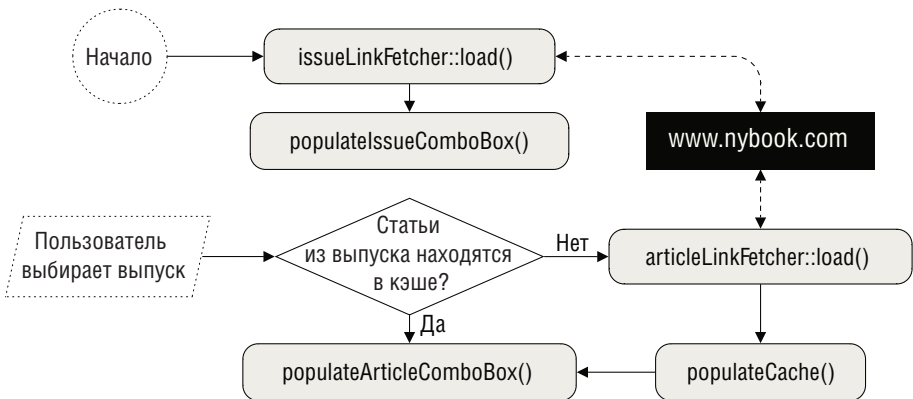 Начало
issueLinkFetcher::load()
populateIssueComboBox()
www.nybook.com
Пользователь
выбирает выпуск
Статьи
из выпуска находятся
в кэше?
Нет
articleLinkFetcher::load()
Да
populateArticleComboBox()
populateCache()